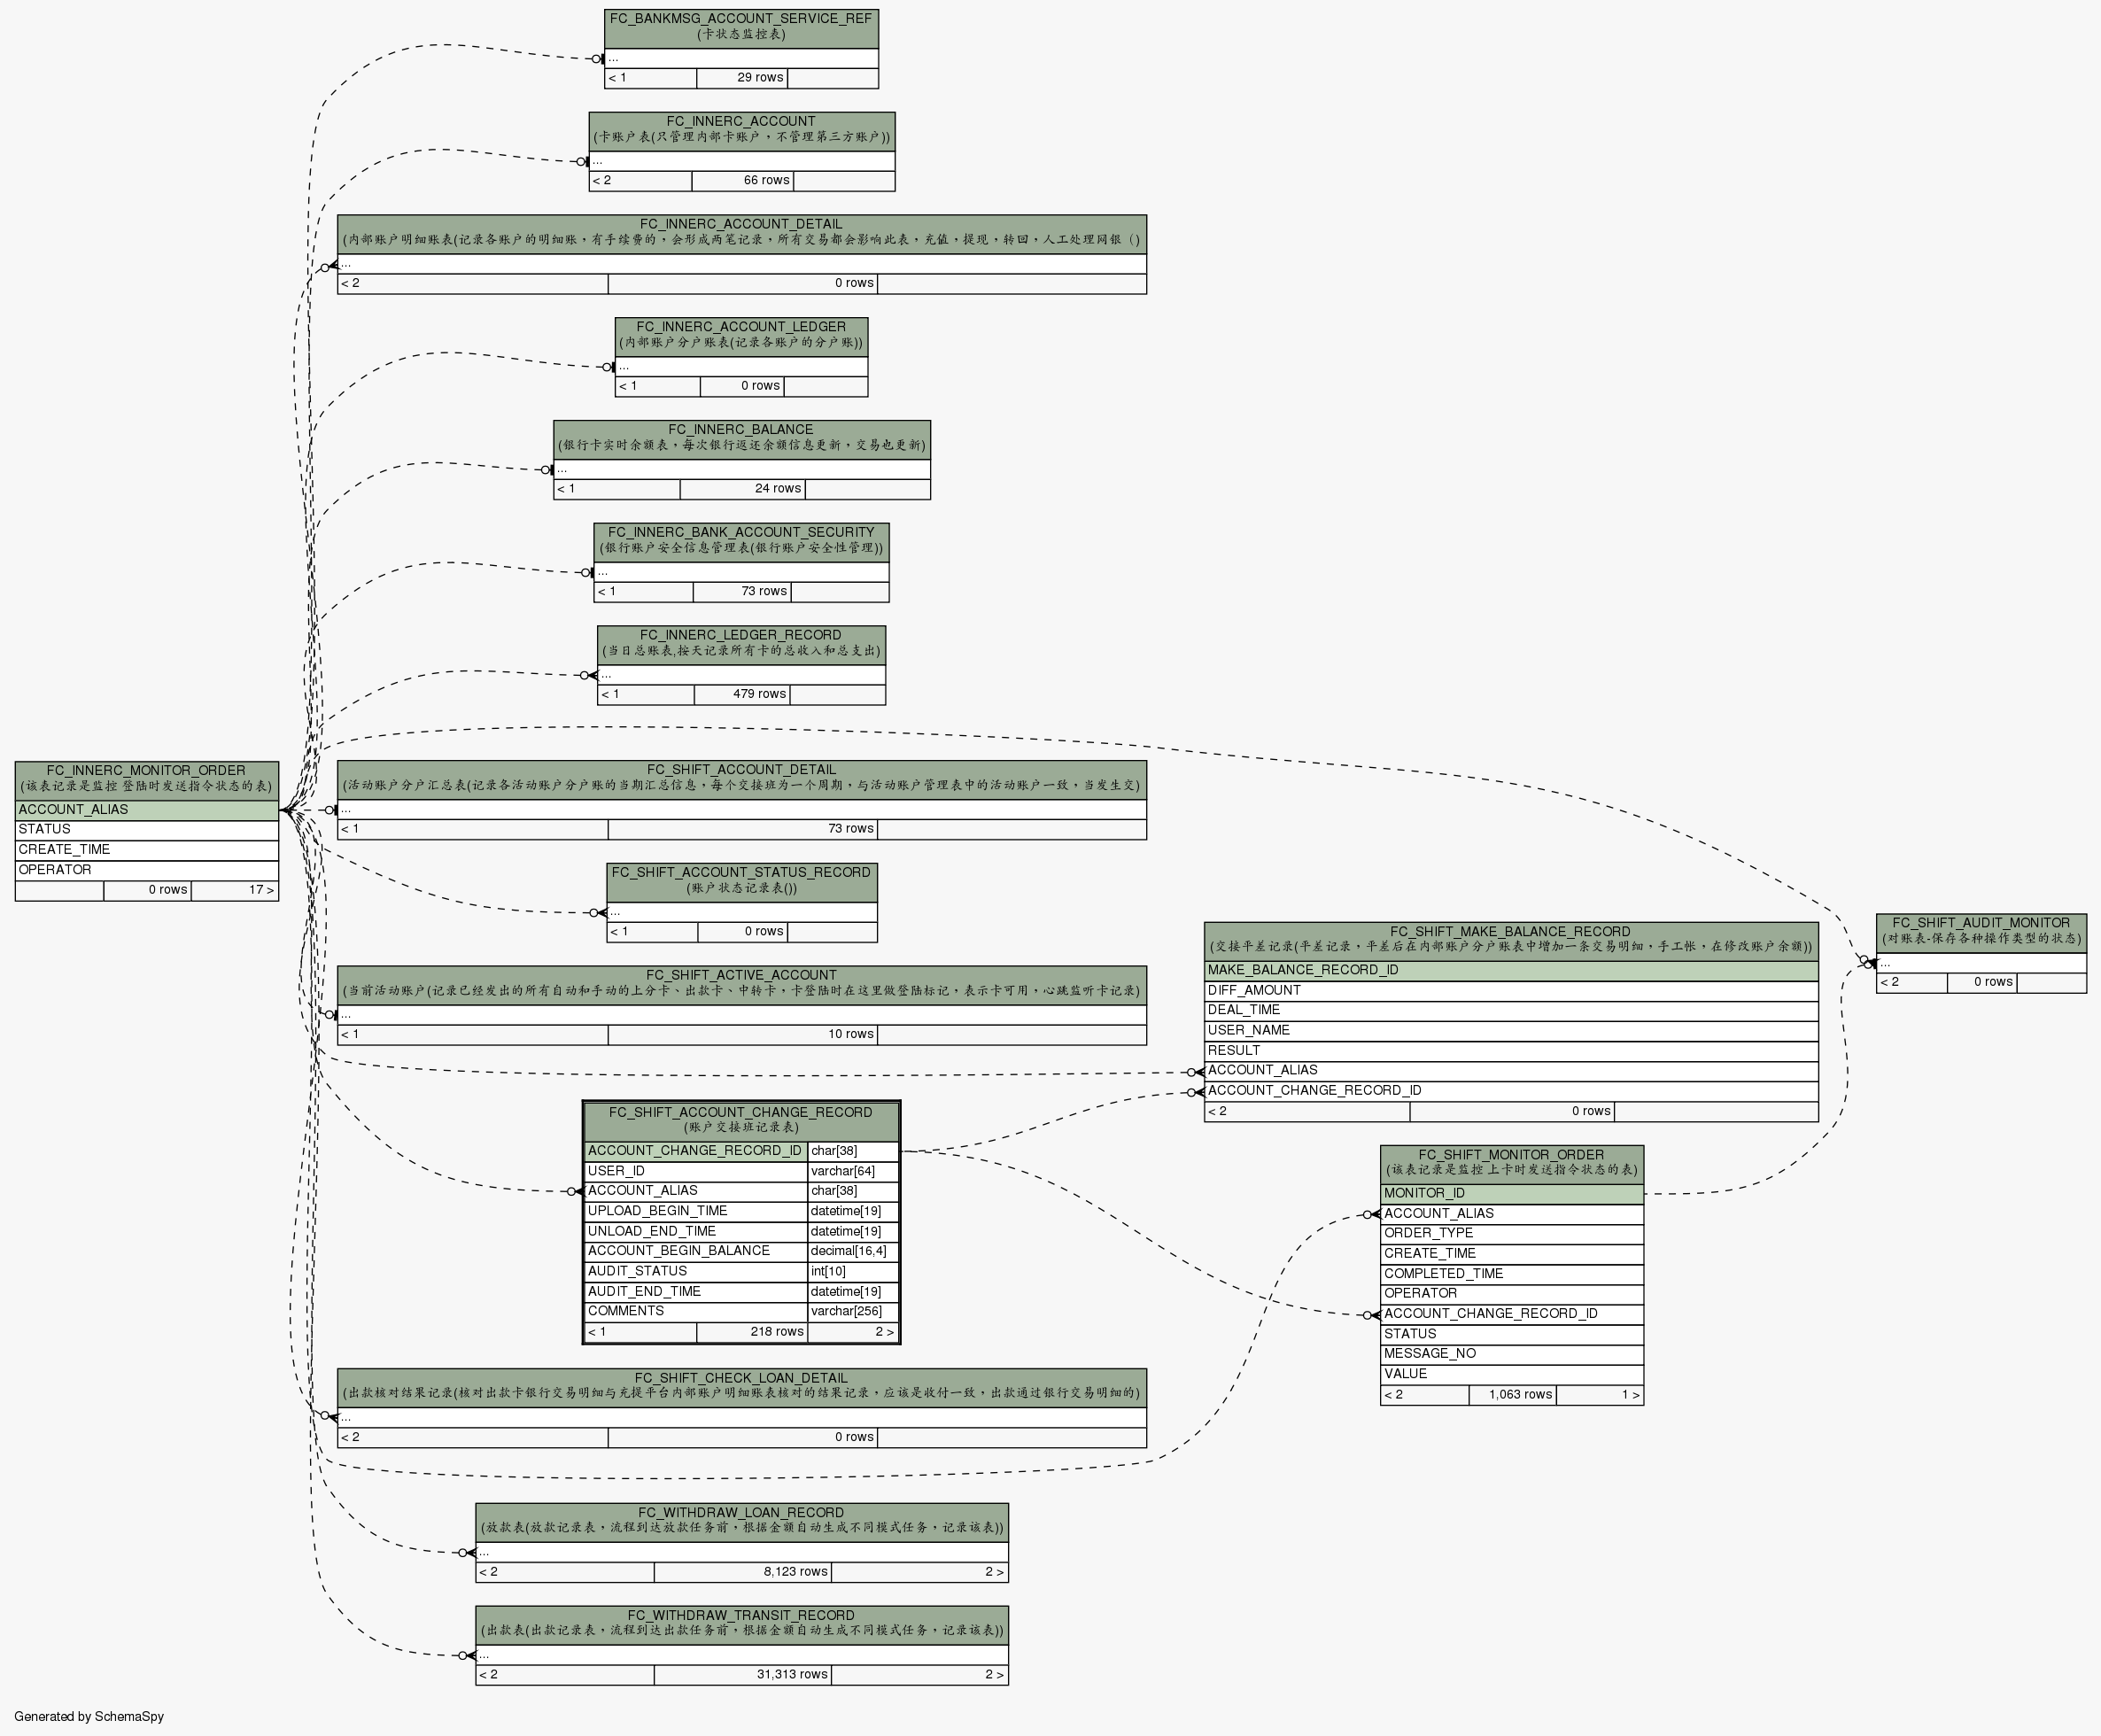 FC_BANKMSG_ACCOUNT_SERVICE_REF
(卡状态监控表)
...
< 1 29 rows
FC_INNERC_ACCOUNT
(卡账户表(只管理内部卡账户，不管理第三方账户))
...
< 2 66 rows
FC_INNERC_ACCOUNT_DETAIL
(内部账户明细账表(记录各账户的明细账，有手续费的，会形成两笔记录，所有交易都会影响此表，充值，提现，转回，人工处理网银（)
...
< 2 0 rows
FC_INNERC_ACCOUNT_LEDGER
(内部账户分户账表(记录各账户的分户账))
...
< 1 0 rows
FC_INNERC_BALANCE
(银行卡实时余额表，每次银行返还余额信息更新，交易也更新)
...
< 1 24 rows
FC_INNERC_BANK_ACCOUNT_SECURITY
(银行账户安全信息管理表(银行账户安全性管理))
...
< 1 73 rows
FC_INNERC_LEDGER_RECORD
(当日总账表,按天记录所有卡的总收入和总支出)
...
< 1 479 rows
FC_INNERC_MONITOR_ORDER
(该表记录是监控 登陆时发送指令状态的表)
ACCOUNT_ALIAS
STATUS
CREATE_TIME
OPERATOR
0 rows 17 >
FC_SHIFT_ACCOUNT_DETAIL
(活动账户分户汇总表(记录各活动账户分户账的当期汇总信息，每个交接班为一个周期，与活动账户管理表中的活动账户一致，当发生交)
...
< 1 73 rows
FC_SHIFT_ACCOUNT_STATUS_RECORD
(账户状态记录表())
...
< 1 0 rows
FC_SHIFT_ACTIVE_ACCOUNT
(当前活动账户(记录已经发出的所有自动和手动的上分卡、出款卡、中转卡，卡登陆时在这里做登陆标记，表示卡可用，心跳监听卡记录)
...
< 1 10 rows
FC_SHIFT_MAKE_BALANCE_RECORD
(交接平差记录(平差记录，平差后在内部账户分户账表中增加一条交易明细，手工帐，在修改账户余额))
MAKE_BALANCE_RECORD_ID
DIFF_AMOUNT
DEAL_TIME
USER_NAME
RESULT
ACCOUNT_ALIAS
ACCOUNT_CHANGE_RECORD_ID
< 2 0 rows
FC_SHIFT_AUDIT_MONITOR
(对账表-保存各种操作类型的状态)
...
< 2 0 rows
FC_SHIFT_ACCOUNT_CHANGE_RECORD
(账户交接班记录表)
ACCOUNT_CHANGE_RECORD_ID char[38]
USER_ID varchar[64]
ACCOUNT_ALIAS char[38]
UPLOAD_BEGIN_TIME datetime[19]
UNLOAD_END_TIME datetime[19]
ACCOUNT_BEGIN_BALANCE decimal[16,4]
AUDIT_STATUS int[10]
AUDIT_END_TIME datetime[19]
COMMENTS varchar[256]
< 1 218 rows 2 >
FC_SHIFT_MONITOR_ORDER
(该表记录是监控 上卡时发送指令状态的表)
MONITOR_ID
ACCOUNT_ALIAS
ORDER_TYPE
CREATE_TIME
COMPLETED_TIME
OPERATOR
ACCOUNT_CHANGE_RECORD_ID
STATUS
MESSAGE_NO
VALUE
< 2 1,063 rows 1 >
FC_SHIFT_CHECK_LOAN_DETAIL
(出款核对结果记录(核对出款卡银行交易明细与充提平台内部账户明细账表核对的结果记录，应该是收付一致，出款通过银行交易明细的)
...
< 2 0 rows
FC_WITHDRAW_LOAN_RECORD
(放款表(放款记录表，流程到达放款任务前，根据金额自动生成不同模式任务，记录该表))
...
< 2 8,123 rows 2 >
FC_WITHDRAW_TRANSIT_RECORD
(出款表(出款记录表，流程到达出款任务前，根据金额自动生成不同模式任务，记录该表))
...
< 2 31,313 rows 2 >
Generated by SchemaSpy